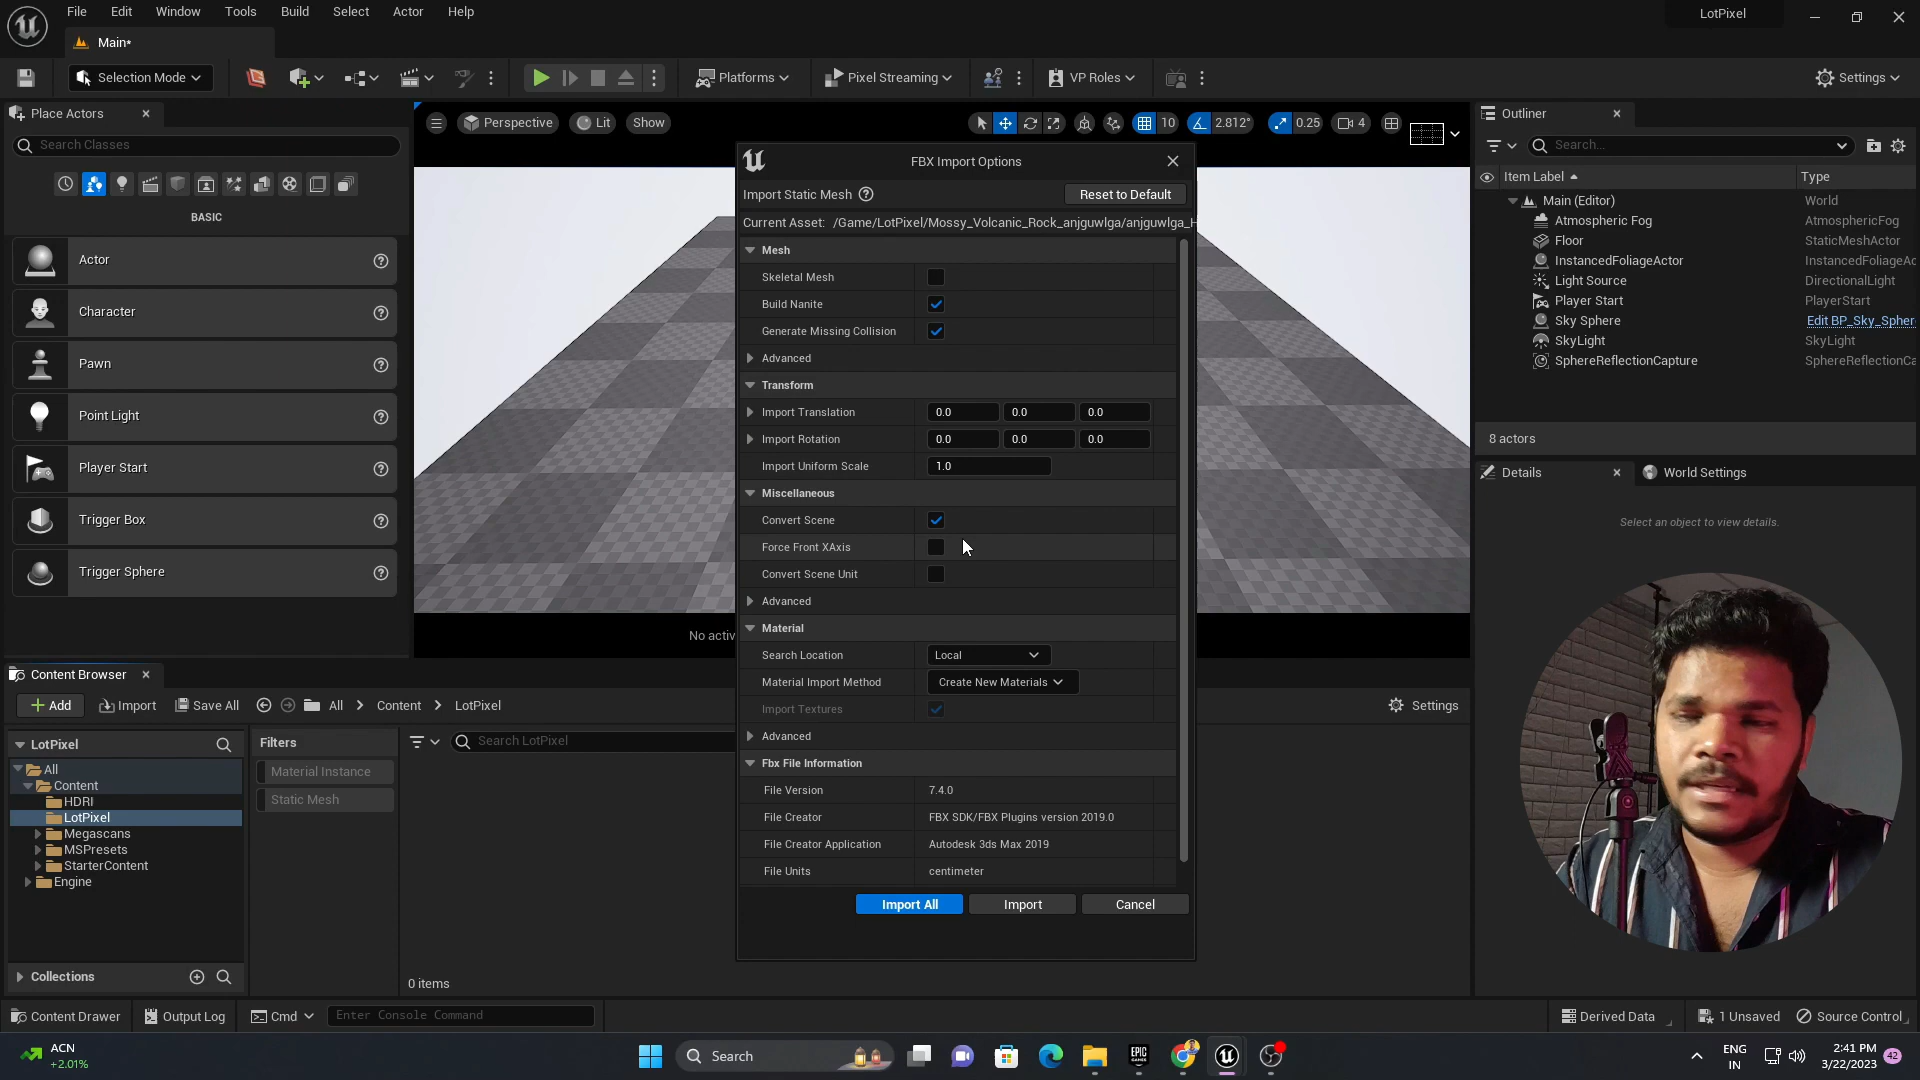 File Edit Window Tools Build Select Actor Help
LotPixel
Main*
Selection Mode
Platforms
Pixel Streaming
VP Roles
Settings
Place Actors
Search Classes
BASIC
Actor
Character
Pawn
Point Light
Player Start
Trigger Box
Trigger Sphere
Perspective Lit Show
10 2.812° 0.25 4
FBX Import Options
Import Static Mesh
Reset to Default
Current Asset: /Game/LotPixel/Mossy_Volcanic_Rock_anjguwlga/anjguwlga_H
Mesh
Skeletal Mesh
Build Nanite
Generate Missing Collision
Advanced
Transform
Import Translation 0.0 0.0 0.0
Import Rotation 0.0 0.0 0.0
Import Uniform Scale 1.0
Miscellaneous
Convert Scene
Force Front XAxis
Convert Scene Unit
Advanced
Material
Search Location Local
Material Import Method Create New Materials
Import Textures
Advanced
Fbx File Information
File Version 7.4.0
File Creator FBX SDK/FBX Plugins version 2019.0
File Creator Application Autodesk 3ds Max 2019
File Units centimeter
Import All Import Cancel
No activ
Outliner
Search...
Item Label Type
Main (Editor) World
Atmospheric Fog AtmosphericFog
Floor StaticMeshActor
InstancedFoliageActor InstancedFoliageAc
Light Source DirectionalLight
Player Start PlayerStart
Sky Sphere Edit BP_Sky_Spher
SkyLight SkyLight
SphereReflectionCapture SphereReflectionCa
8 actors
Details World Settings
Select an object to view details.
Content Browser
Add Import Save All All Content LotPixel
Settings
LotPixel
All
Content
HDRI
LotPixel
Megascans
MSPresets
StarterContent
Engine
Collections
Filters
Material Instance
Static Mesh
Search LotPixel
0 items
Content Drawer Output Log Cmd Enter Console Command
Derived Data 1 Unsaved Source Control
ACN
+2.01%
Search
EPIC
GAMES
ENG
IN
2:41 PM
3/22/2023
42